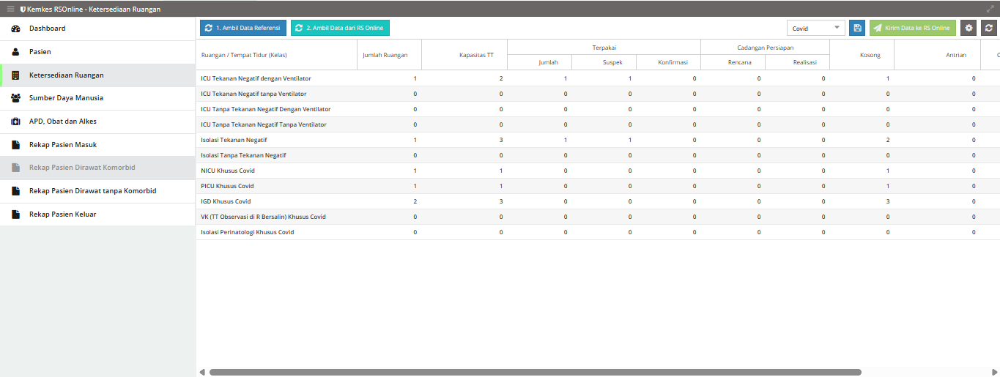 Kemkes RSOnline - Ketersediaan Ruangan
Dashboard
Pasien
Ketersediaan Ruangan
Sumber Daya Manusia
APD, Obat dan Alkes
Rekap Pasien Masuk
Rekap Pasien Dirawat Komorbid
Rekap Pasien Dirawat tanpa Komorbid
Rekap Pasien Keluar
1. Ambil Data Referensi 2. Ambil Data dari RS Online Covid Kirim Data ke RS Online
Terpakai Cadangan Persiapan
Ruangan / Tempat Tidur (Kelas) Jumlah Ruangan Kapasitas TT Kosong Antrian
Jumlah Suspek Konfirmasi Rencana Realisasi
ICU Tekanan Negatif dengan Ventilator 1 2 1 1 0 0 0 1 0
ICU Tekanan Negatif tanpa Ventilator 0 0 0 0 0 0 0 0 0
ICU Tanpa Tekanan Negatif Dengan Ventilator 0 0 0 0 0 0 0 0 0
ICU Tanpa Tekanan Negatif Tanpa Ventilator 0 0 0 0 0 0 0 0 0
Isolasi Tekanan Negatif 1 3 1 1 0 0 0 2 0
Isolasi Tanpa Tekanan Negatif 0 0 0 0 0 0 0 0 0
NICU Khusus Covid 1 1 0 0 0 0 0 1 0
PICU Khusus Covid 1 1 0 0 0 0 0 1 0
IGD Khusus Covid 2 3 0 0 0 0 0 3 0
VK (TT Observasi di R Bersalin) Khusus Covid 0 0 0 0 0 0 0 0 0
Isolasi Perinatologi Khusus Covid 0 0 0 0 0 0 0 0 0